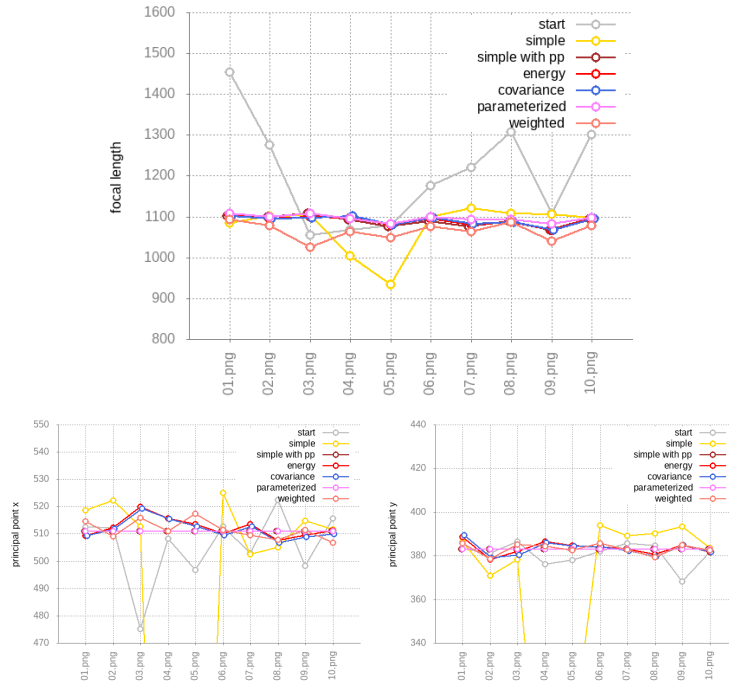 1600
1500
1400
1300
1200
1100
1000
900
800
focal length
start
simple
simple with pp
energy
covariance
parameterized
weighted
01.png
02.png
03.png
04.png
05.png
06.png
07.png
08.png
09.png
10.png
550
540
530
520
510
500
490
480
470
principal point x
start
simple
simple with pp
energy
covariance
parameterized
weighted
01.png
02.png
03.png
04.png
05.png
06.png
07.png
08.png
09.png
10.png
440
420
400
380
360
340
principal point y
start
simple
simple with pp
energy
covariance
parameterized
weighted
01.png
02.png
03.png
04.png
05.png
06.png
07.png
08.png
09.png
10.png